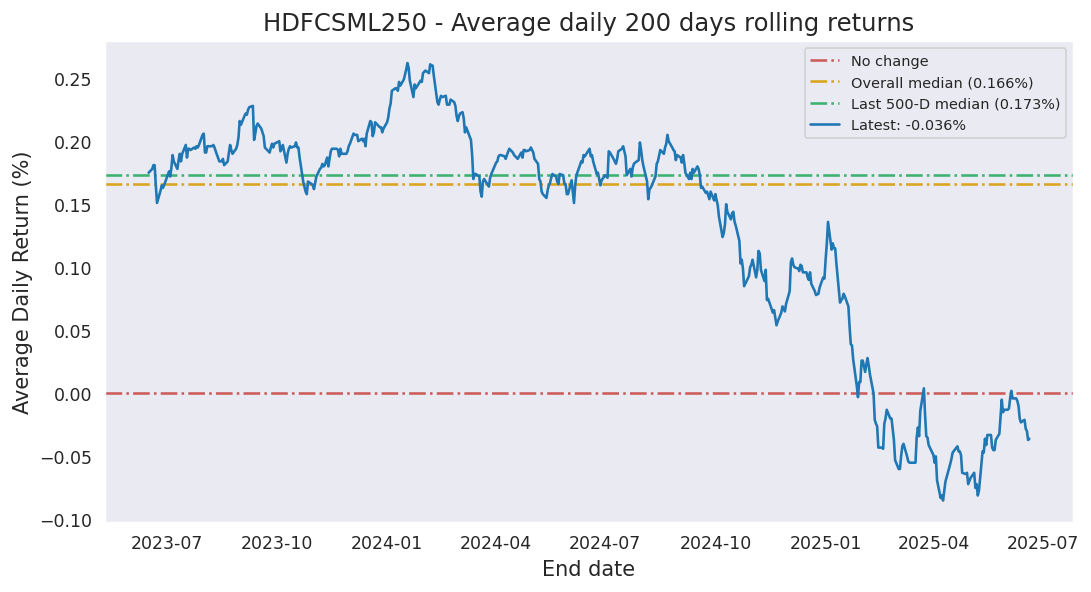 HDFCSML250 - Average daily 200 days rolling returns
No change
Overall median (0.166%)
Last 500-D median (0.173%)
Latest: -0.036%
Average Daily Return (%)
0.25
0.20
0.15
0.10
0.05
0.00
−0.05
−0.10
2023-07
2023-10
2024-01
2024-04
2024-07
2024-10
2025-01
2025-04
2025-07
End date